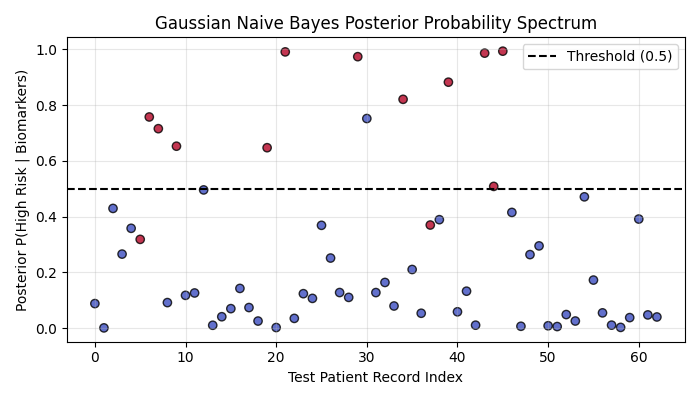 Gaussian Naive Bayes Posterior Probability Spectrum
Posterior P(High Risk | Biomarkers)
1.0
0.8
0.6
0.4
0.2
0.0
Threshold (0.5)
0 10 20 30 40 50 60
Test Patient Record Index